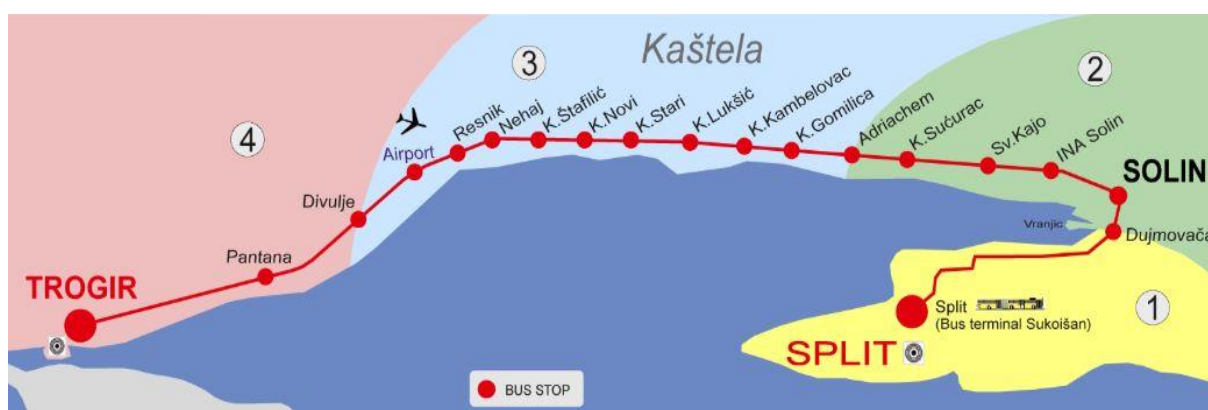 Kaštela
3
2
4
1
TROGIR
Pantana
Divulje
Airport
Resnik
Nehaj
K.Štafilić
K.Novi
K.Stari
K.Lukšić
K.Kambelovac
K.Gomilica
Adriachem
K.Sućurac
Sv.Kajo
INA Solin
SOLIN
Vranjic
Dujmovača
Split
(Bus terminal Sukoišan)
SPLIT
BUS STOP